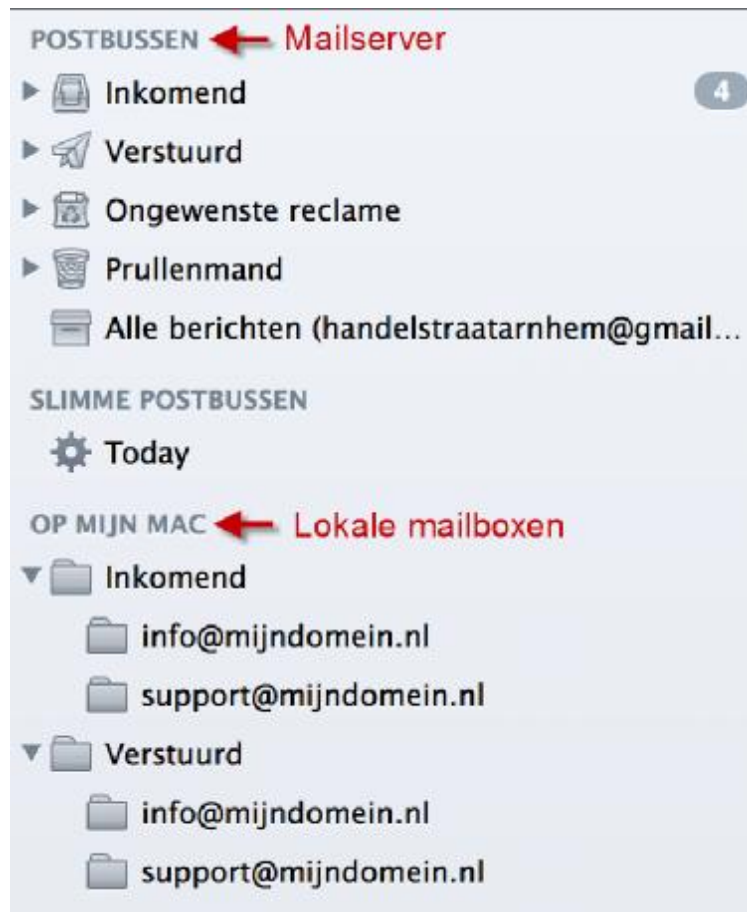 POSTBUSSEN Mailserver
Inkomend 4
Verstuurd
Ongewenste reclame
Prullenmand
Alle berichten (handelstraatarnhem@gmail...
SLIMME POSTBUSSEN
Today
OP MIJN MAC Lokale mailboxen
Inkomend
info@mijndomein.nl
support@mijndomein.nl
Verstuurd
info@mijndomein.nl
support@mijndomein.nl